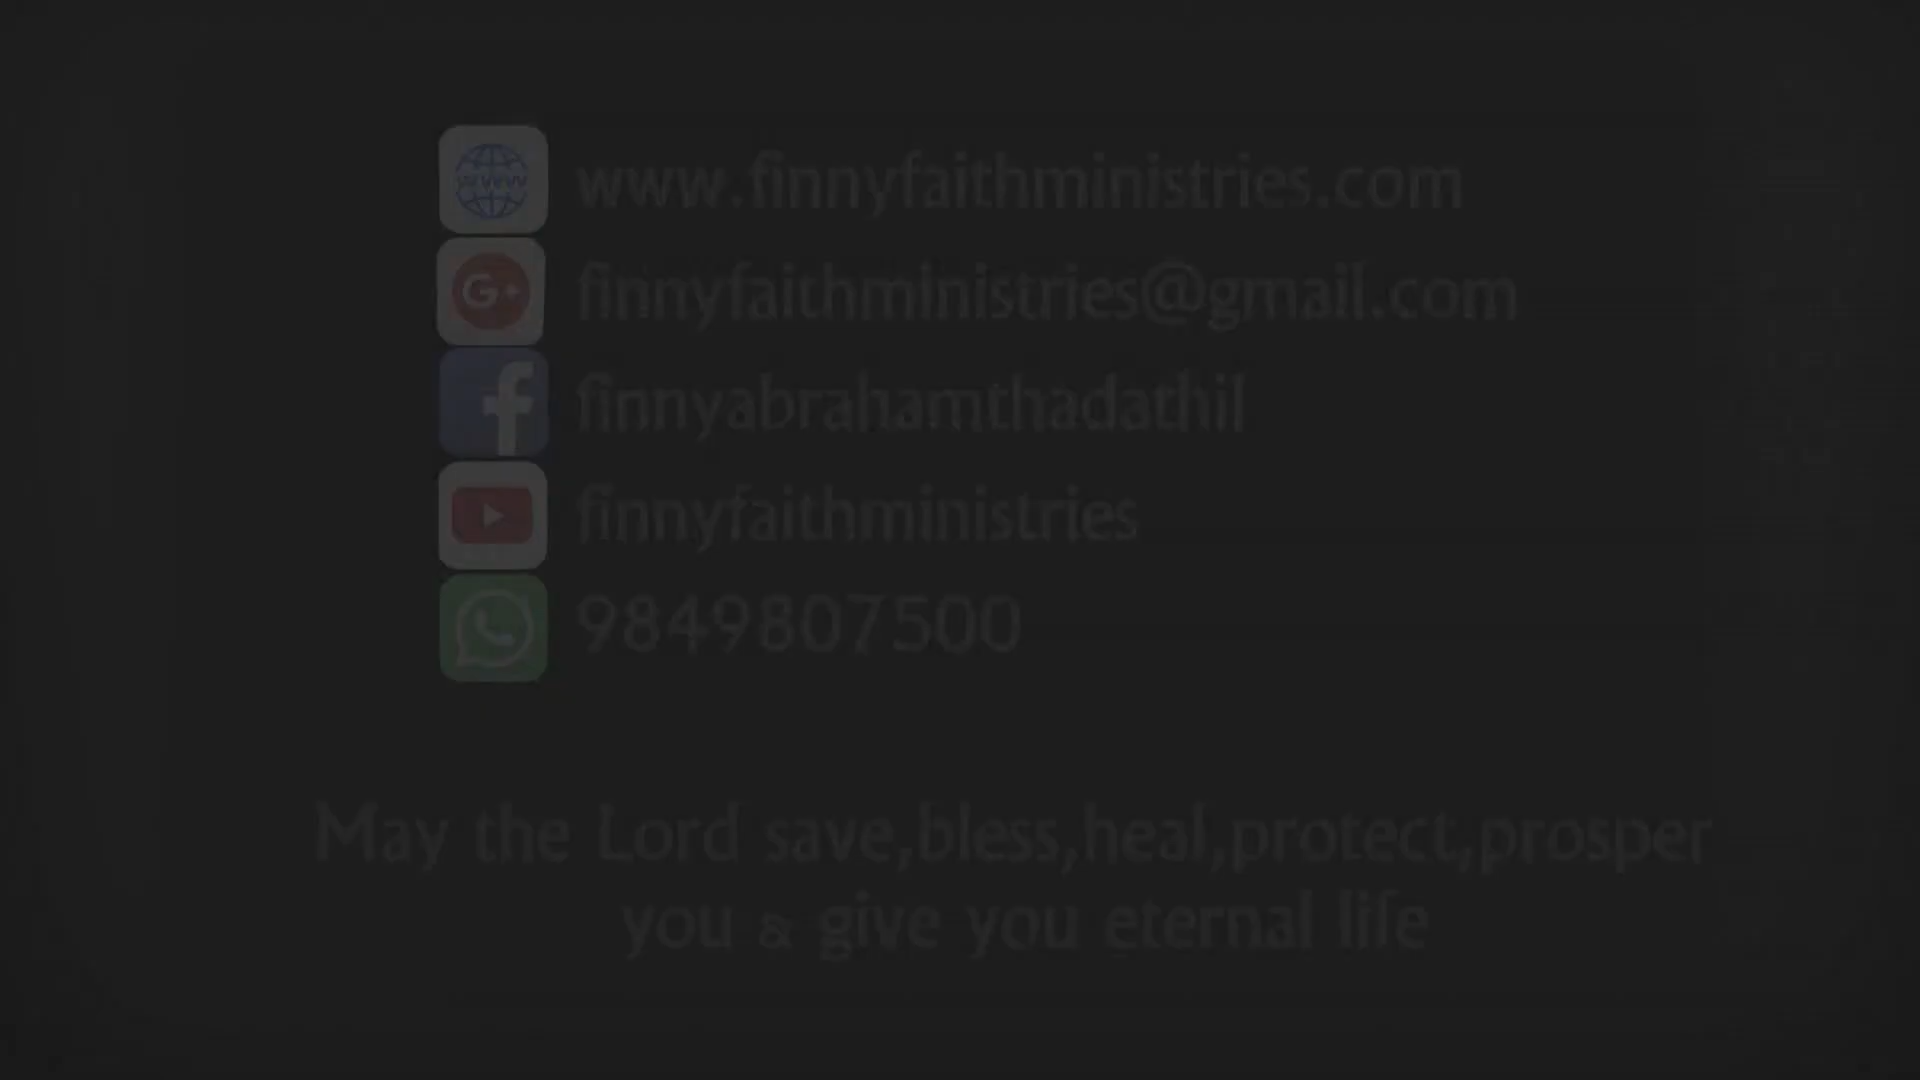 www.finnyfaithministries.com
finnyfaithministries@gmail.com
finnyabrahamthadathil
finnyfaithministries
9849807500
May the Lord save,bless,heal,protect,prosper
you & give you eternal life